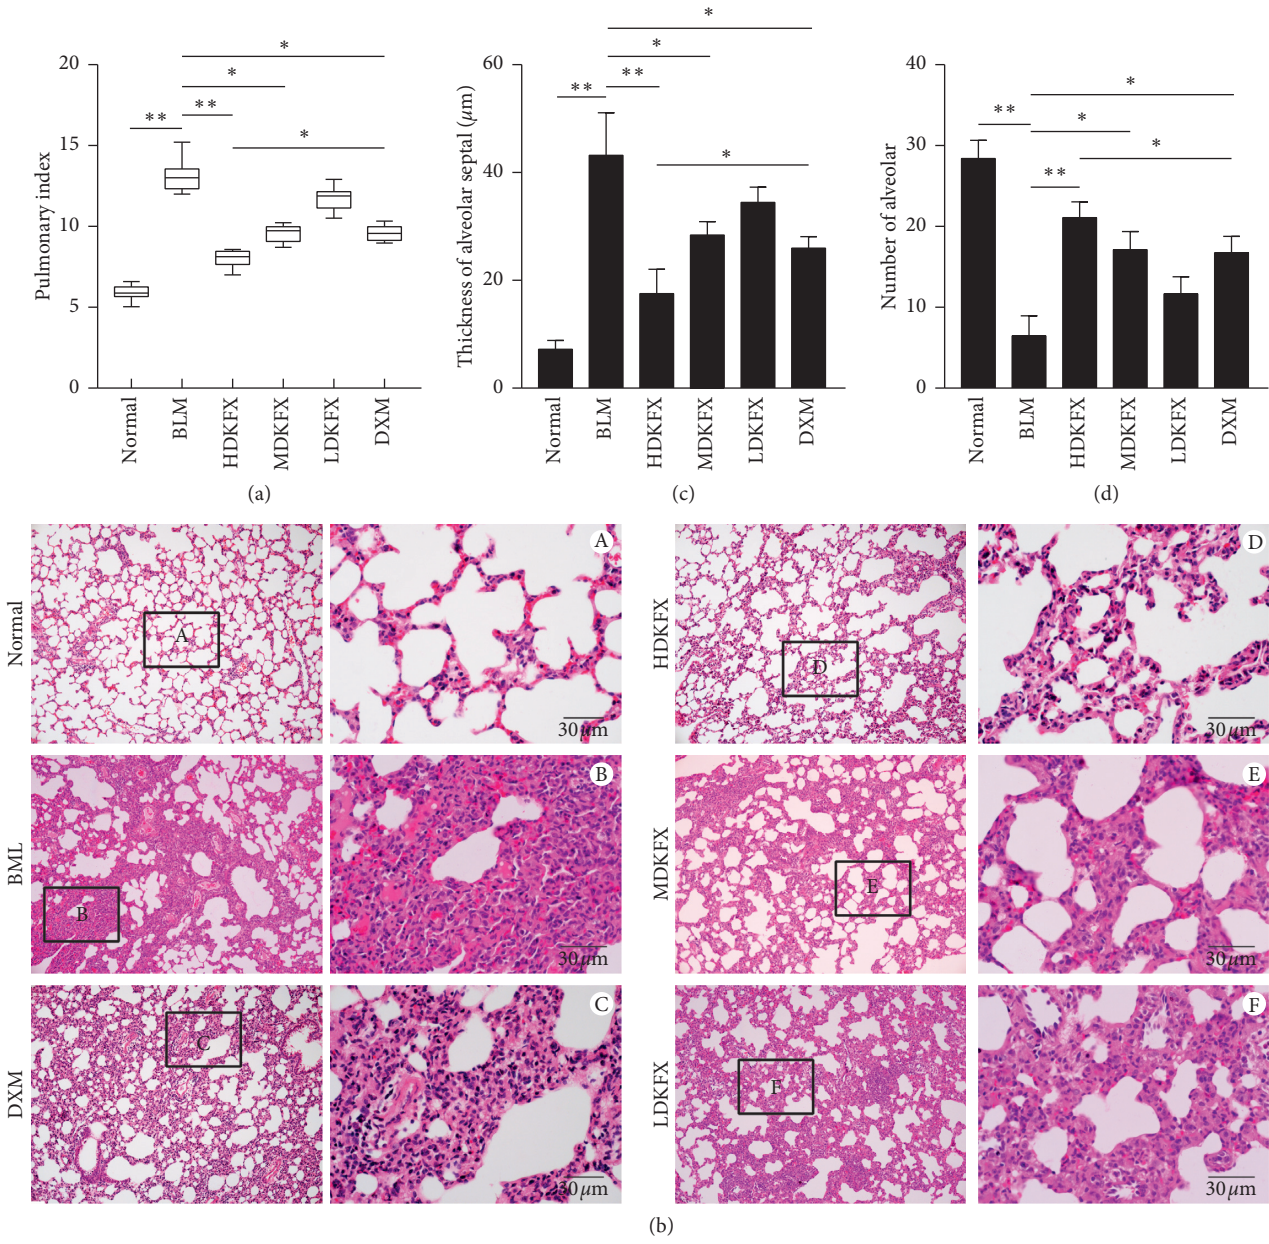 Pulmonary index
20
15
10
5
0
**
**
*
*
*
Normal
BLM
HDKFX
MDKFX
LDKFX
DXM
(a)
Thickness of alveolar septal (μm)
60
40
20
0
**
**
*
*
*
Normal
BLM
HDKFX
MDKFX
LDKFX
DXM
(c)
Number of alveolar
40
30
20
10
0
**
**
*
*
*
Normal
BLM
HDKFX
MDKFX
LDKFX
DXM
(d)
Normal
A
A
30 μm
HDKFX
D
D
30 μm
BML
B
B
30 μm
MDKFX
E
E
30 μm
DXM
C
C
30 μm
LDKFX
F
F
30 μm
(b)